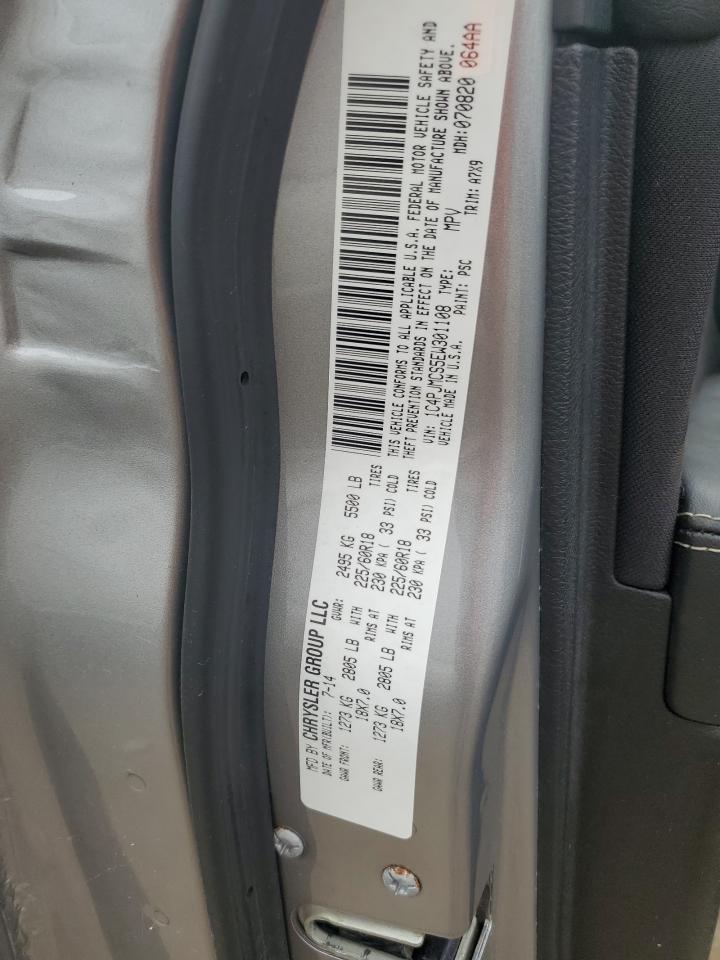 MFD BY CHRYSLER GROUP LLC
DATE OF MFR(BUILT): 7-14 GVWR: 2495 KG 5500 LB
GAWR FRONT: 1273 KG 2805 LB WITH 225/60R18 TIRES
18X7.0 RIMS AT 230 KPA ( 33 PSI) COLD
GAWR REAR: 1273 KG 2805 LB WITH 225/60R18 TIRES
18X7.0 RIMS AT 230 KPA ( 33 PSI) COLD
THIS VEHICLE CONFORMS TO ALL APPLICABLE U.S.A. FEDERAL MOTOR VEHICLE SAFETY AND
THEFT PREVENTION STANDARDS IN EFFECT ON THE DATE OF MANUFACTURE SHOWN ABOVE.
VIN: 1C4PJMCS5EW301108 TYPE: MPV MDH:070820 064AA
VEHICLE MADE IN U.S.A. PAINT: PSC TRIM: A7X9